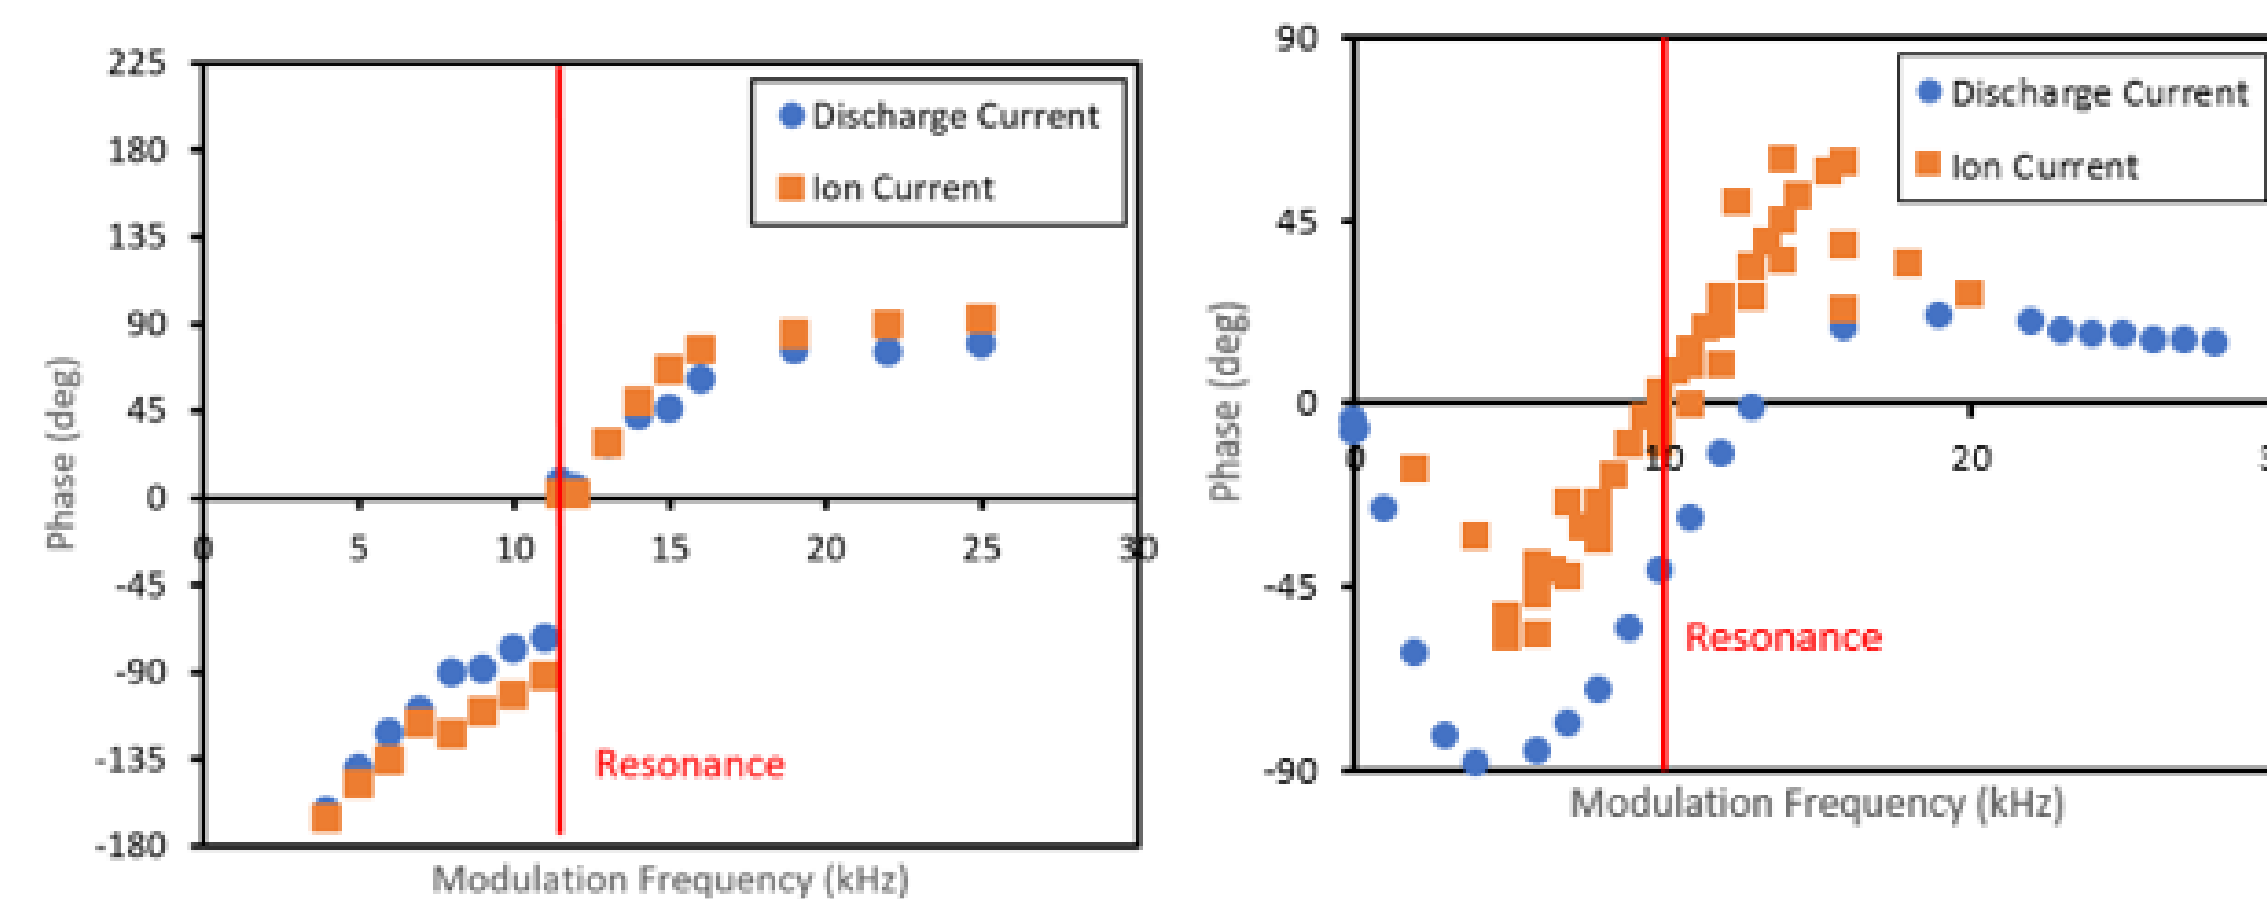 225
180
135
90
45
0
-45
-90
-135
-180
0 5 10 15 20 25 30
Phase (deg)
Modulation Frequency (kHz)
Discharge Current
Ion Current
Resonance
90
45
0
-45
-90
0 10 20
Phase (deg)
Modulation Frequency (kHz)
Discharge Current
Ion Current
Resonance